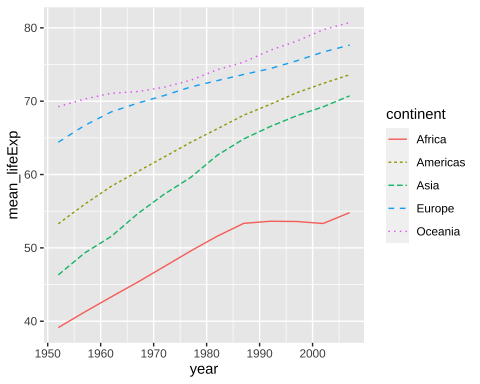 80
70
60
50
40
mean_lifeExp
1950 1960 1970 1980 1990 2000
year
continent
Africa
Americas
Asia
Europe
Oceania